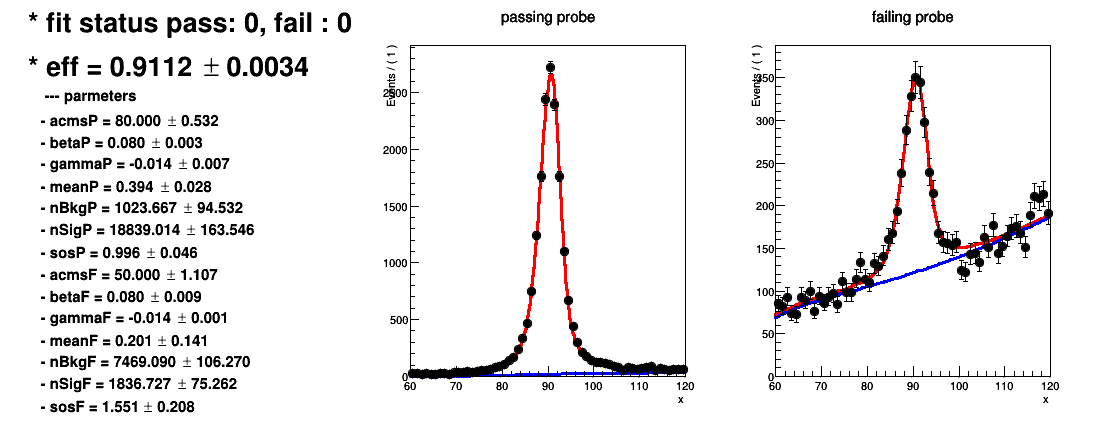 * fit status pass: 0, fail : 0
* eff = 0.9112 ± 0.0034
--- parmeters
- acmsP = 80.000 ± 0.532
- betaP = 0.080 ± 0.003
- gammaP = -0.014 ± 0.007
- meanP = 0.394 ± 0.028
- nBkgP = 1023.667 ± 94.532
- nSigP = 18839.014 ± 163.546
- sosP = 0.996 ± 0.046
- acmsF = 50.000 ± 1.107
- betaF = 0.080 ± 0.009
- gammaF = -0.014 ± 0.001
- meanF = 0.201 ± 0.141
- nBkgF = 7469.090 ± 106.270
- nSigF = 1836.727 ± 75.262
- sosF = 1.551 ± 0.208
passing probe
Events / ( 1 )
2500
2000
1500
1000
500
0
60 70 80 90 100 110 120
x
failing probe
Events / ( 1 )
350
300
250
200
150
100
50
0
60 70 80 90 100 110 120
x